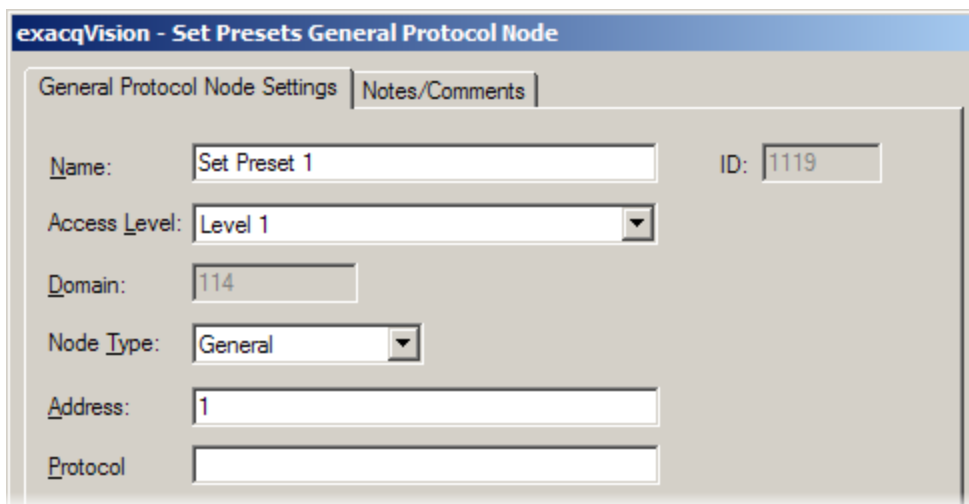 exacqVision - Set Presets General Protocol Node
General Protocol Node Settings Notes/Comments
Name: Set Preset 1 ID: 1119
Access Level: Level 1
Domain: 114
Node Type: General
Address: 1
Protocol